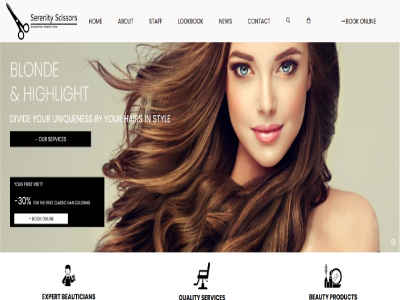 Serenity Scissors
HOME ABOUT STAFF LOOKBOOK NEWS CONTACT
BOOK ONLINE
BLONDE
& HIGHLIGHT
DIVIDE YOUR UNIQUENESS BY YOUR HAIRS IN STYLE
OUR SERVICES
YOUR FIRST VISIT?
-30% FOR THE FIRST CLASSIC HAIR COLORING
BOOK ONLINE
EXPERT BEAUTICIANS
QUALITY SERVICES
BEAUTY PRODUCTS